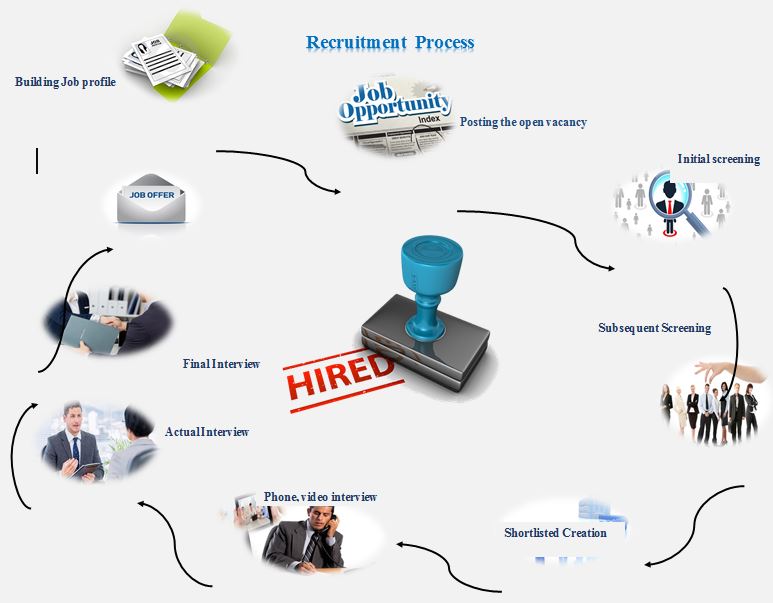 Recruitment Process
Building Job profile
JOB
Job
Opportunity
Index
Posting the open vacancy
Initial screening
JOB OFFER
Subsequent Screening
Final Interview
HIRED
Actual Interview
Phone, video interview
Shortlisted Creation